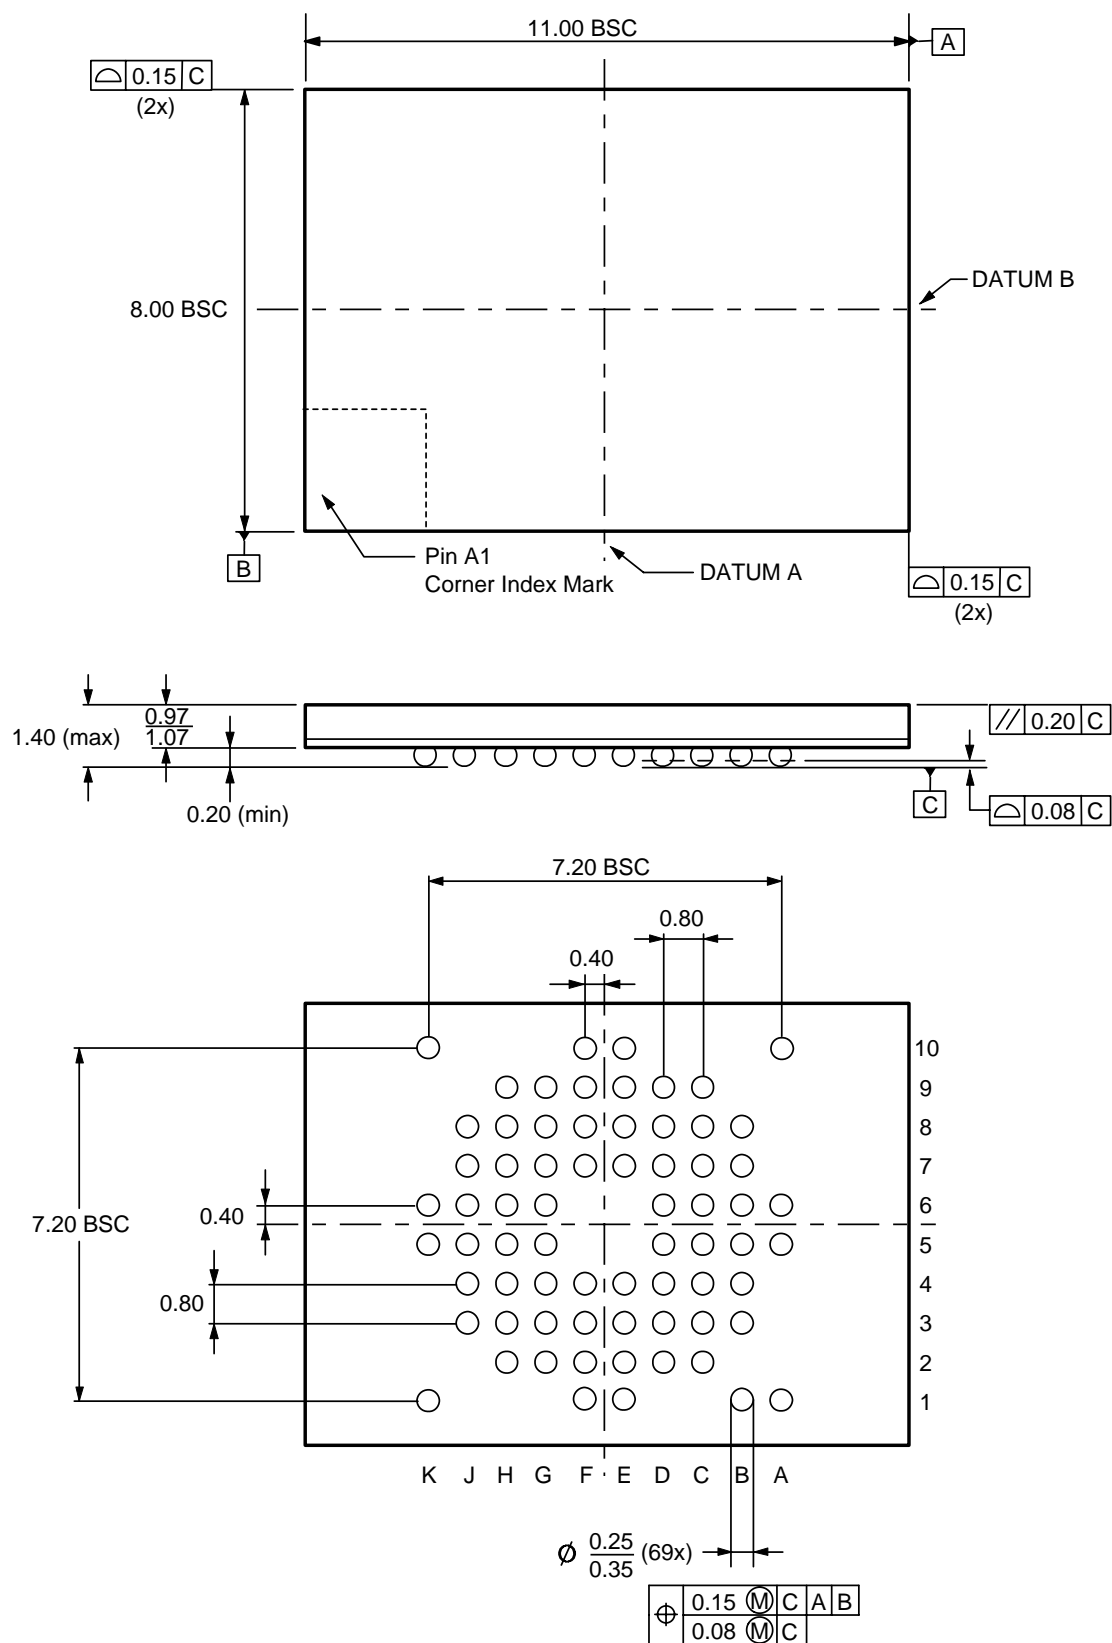 11.00 BSC
A
0.15 C
(2x)
8.00 BSC
DATUM B
B
Pin A1
Corner Index Mark
DATUM A
0.15 C
(2x)
1.40 (max)
0.97
1.07
0.20 (min)
// 0.20 C
C
0.08 C
7.20 BSC
0.80
0.40
10
9
8
7
6
5
4
3
2
1
7.20 BSC
0.40
0.80
K J H G F E D C B A
Ø 0.25 (69x)
0.35
0.15 Ⓜ C A B
0.08 Ⓜ C